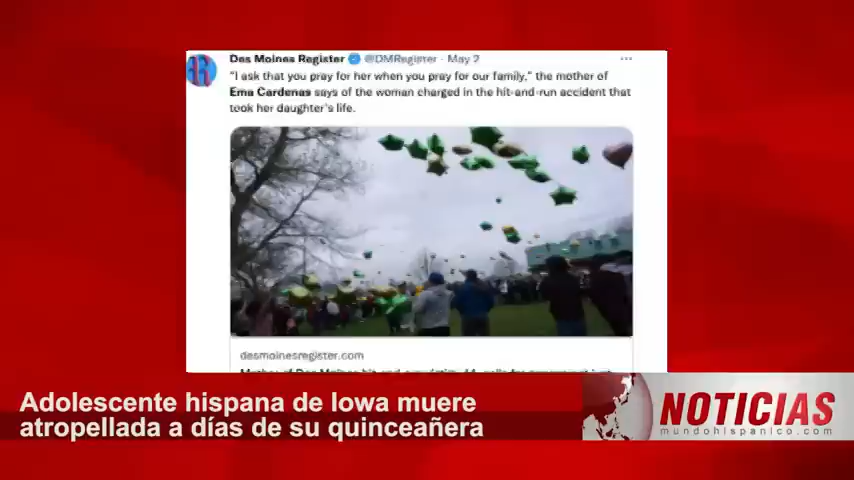 Des Moines Register @DMRegister · May 2
"I ask that you pray for her when you pray for our family," the mother of
Ema Cardenas says of the woman charged in the hit-and-run accident that
took her daughter's life.
desmoinesregister.com
Adolescente hispana de Iowa muere
atropellada a días de su quinceañera
NOTICIAS
mundohispanico.com